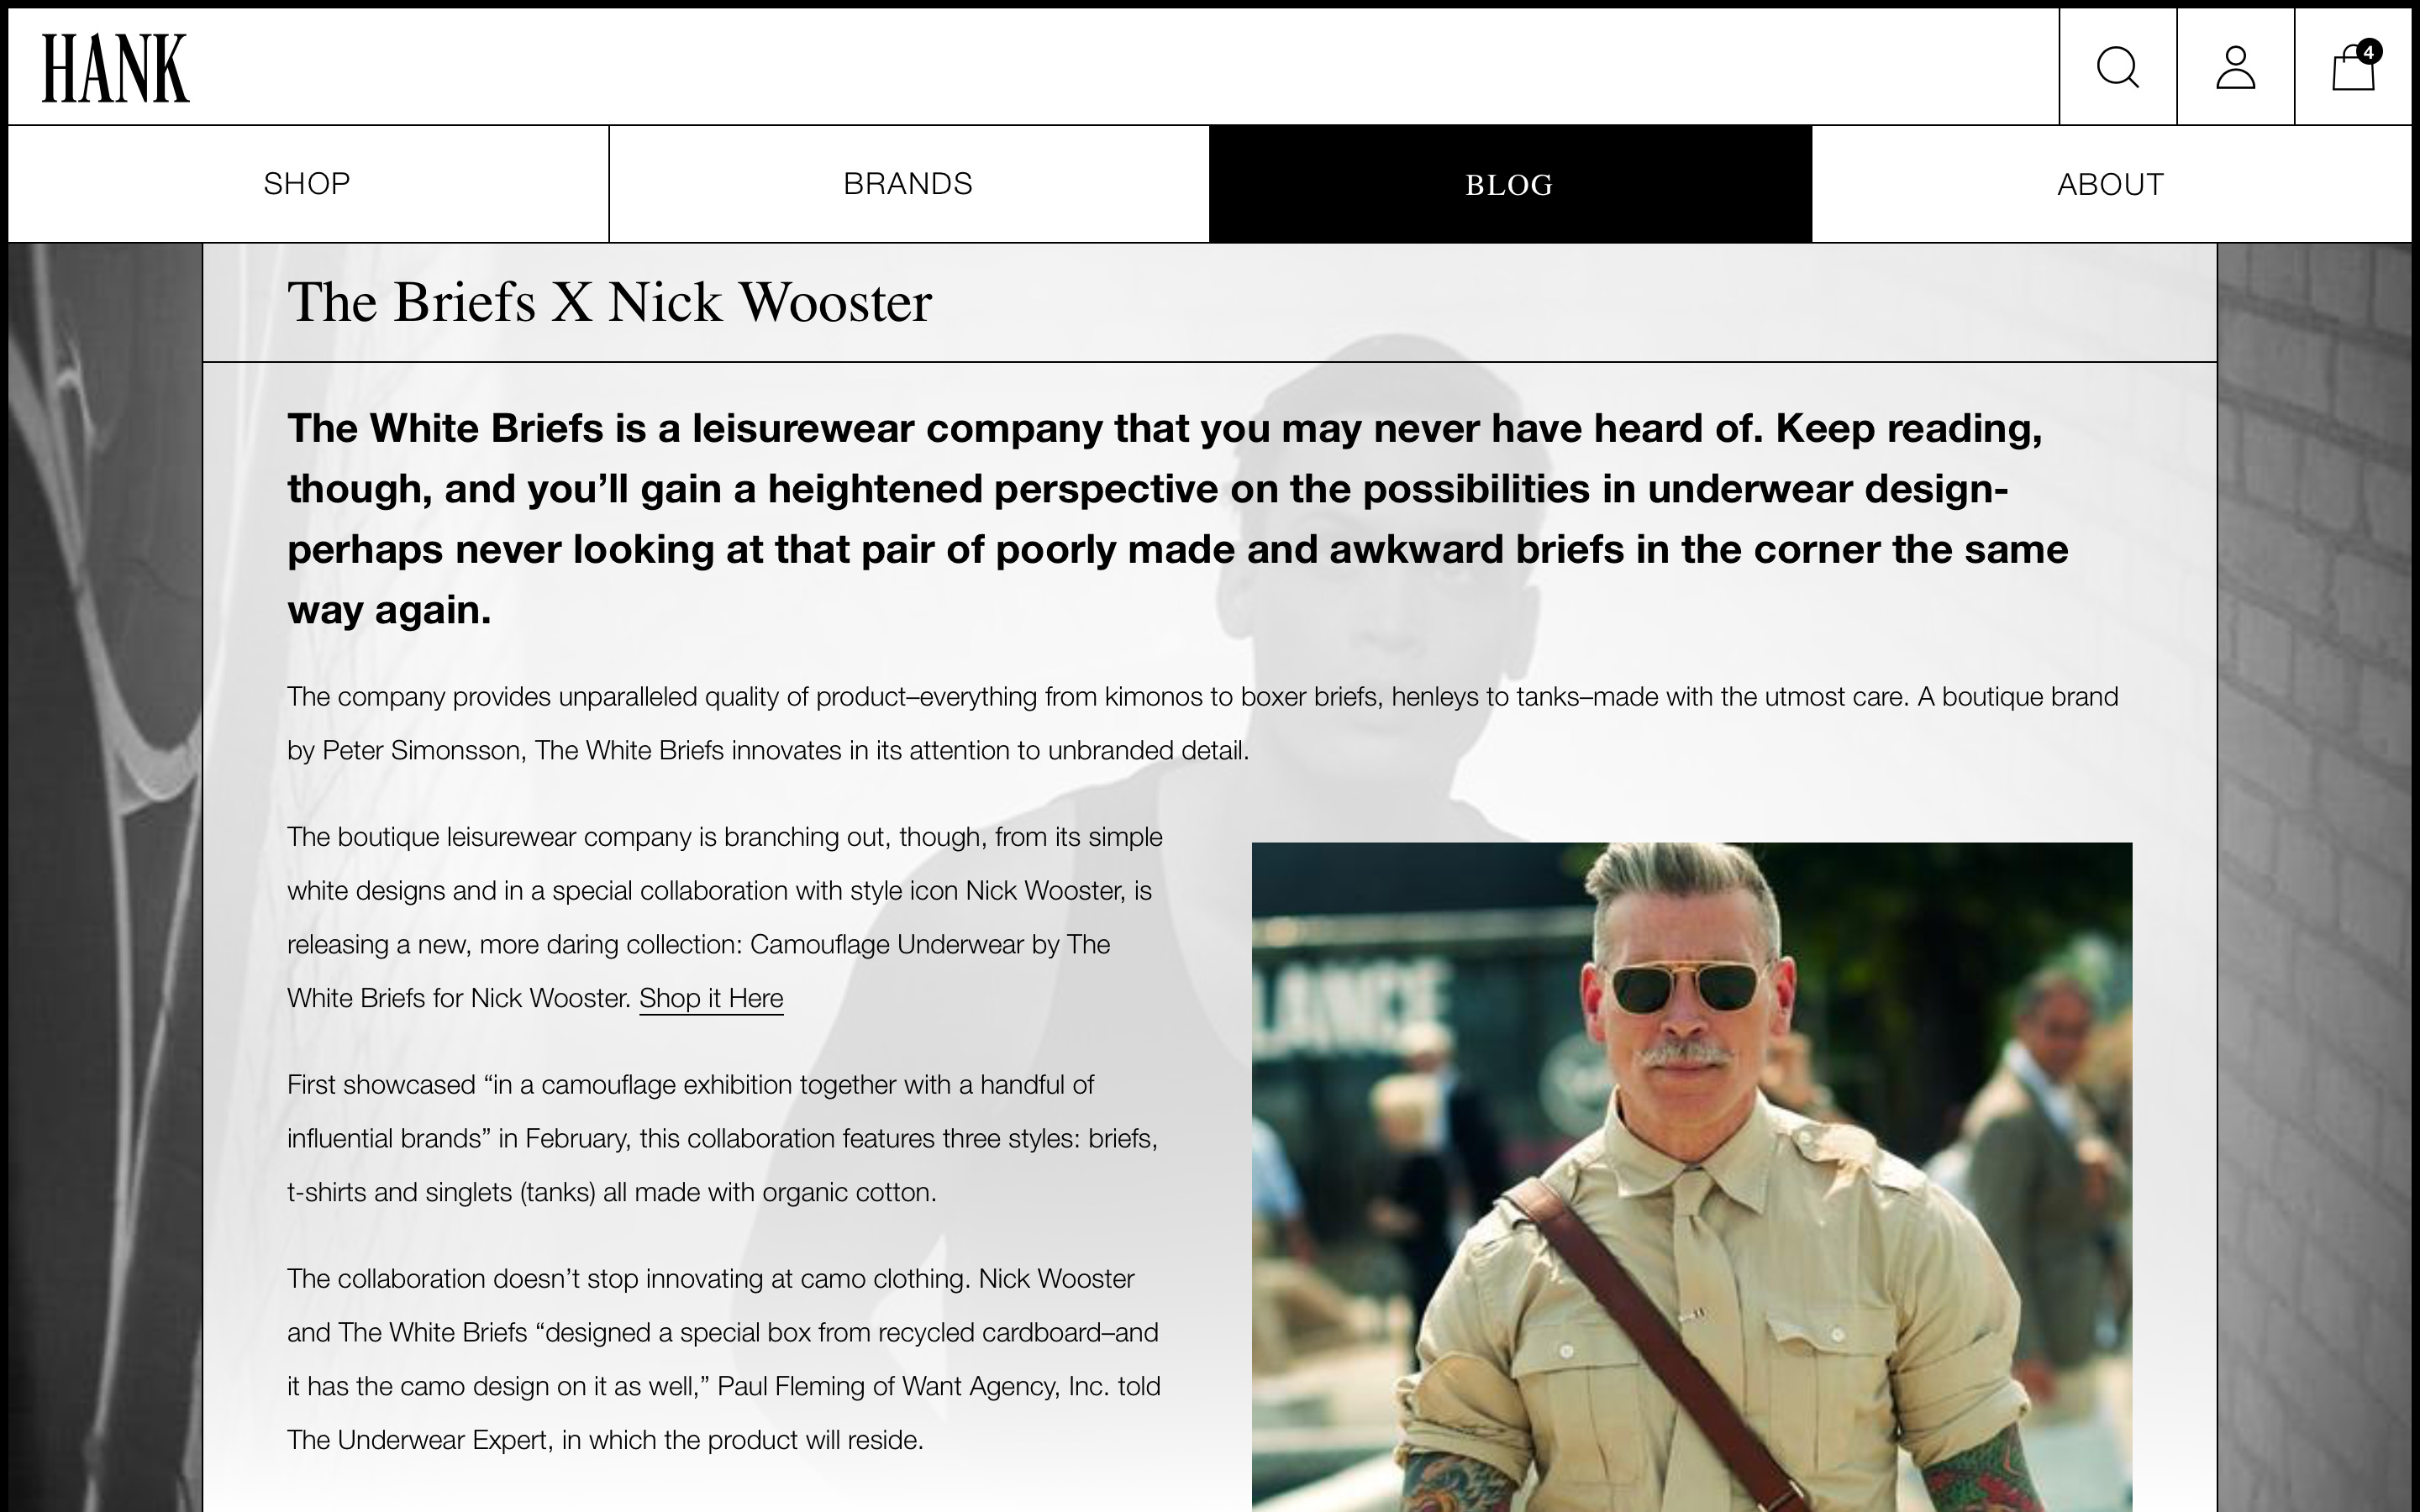 HANK
4
SHOP
BRANDS
BLOG
ABOUT
The Briefs X Nick Wooster
The White Briefs is a leisurewear company that you may never have heard of. Keep reading,
though, and you’ll gain a heightened perspective on the possibilities in underwear design-
perhaps never looking at that pair of poorly made and awkward briefs in the corner the same
way again.
The company provides unparalleled quality of product–everything from kimonos to boxer briefs, henleys to tanks–made with the utmost care. A boutique brand
by Peter Simonsson, The White Briefs innovates in its attention to unbranded detail.
The boutique leisurewear company is branching out, though, from its simple
white designs and in a special collaboration with style icon Nick Wooster, is
releasing a new, more daring collection: Camouflage Underwear by The
White Briefs for Nick Wooster. Shop it Here
First showcased “in a camouflage exhibition together with a handful of
influential brands” in February, this collaboration features three styles: briefs,
t-shirts and singlets (tanks) all made with organic cotton.
The collaboration doesn’t stop innovating at camo clothing. Nick Wooster
and The White Briefs “designed a special box from recycled cardboard–and
it has the camo design on it as well,” Paul Fleming of Want Agency, Inc. told
The Underwear Expert, in which the product will reside.
LANCE